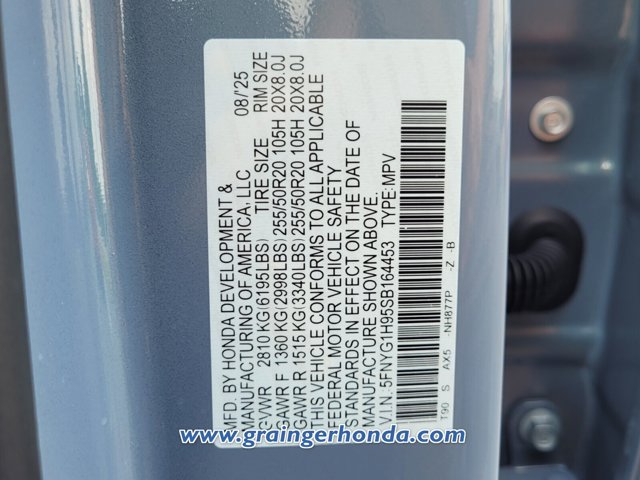 MFD. BY HONDA DEVELOPMENT &
MANUFACTURING OF AMERICA, LLC 08/'25
GVWR 2810 KG(6195LBS) TIRE SIZE RIM SIZE
GAWR F 1360 KG(2998LBS) 255/50R20 105H 20X8.0J
GAWR R 1515 KG(3340LBS) 255/50R20 105H 20X8.0J
THIS VEHICLE CONFORMS TO ALL APPLICABLE
FEDERAL MOTOR VEHICLE SAFETY
STANDARDS IN EFFECT ON THE DATE OF
MANUFACTURE SHOWN ABOVE.
V.I.N.:5FNYG1H95SB164453 TYPE:MPV
T90 S AX5 -NH877P -Z -B
www.graingerhonda.com